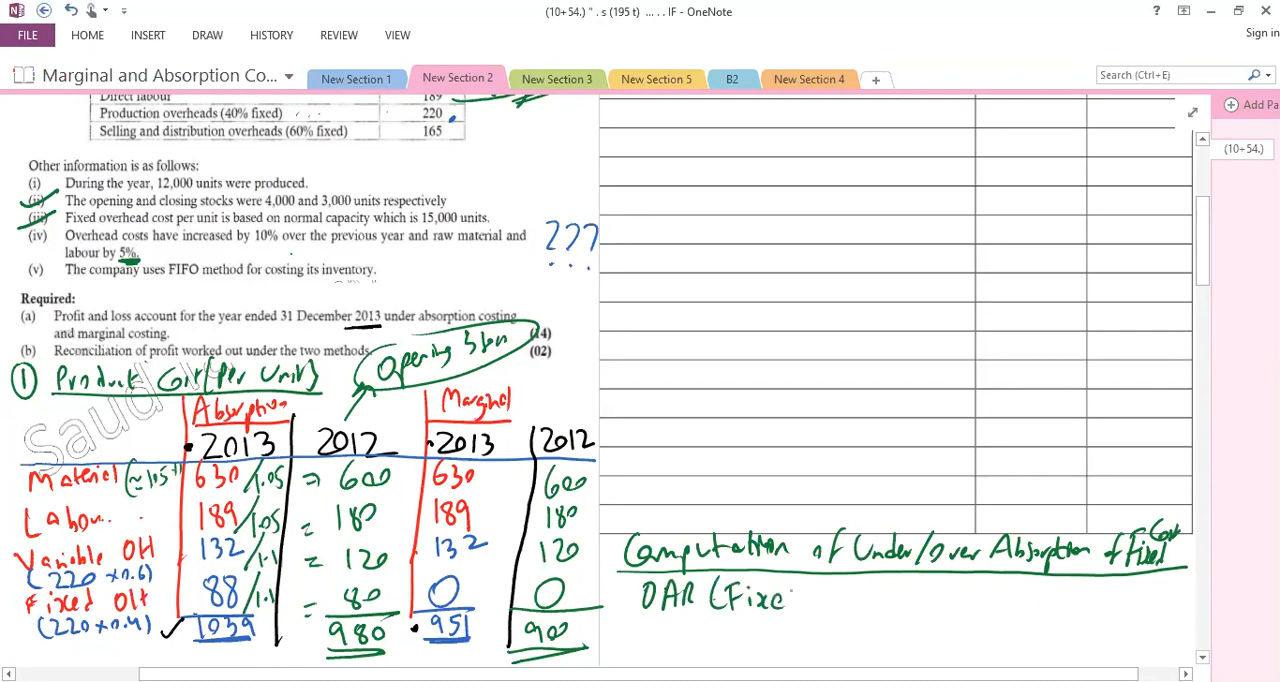 (10+54.) " . s (195 t) ... . . IF - OneNote
FILE HOME INSERT DRAW HISTORY REVIEW VIEW
Sign in
Marginal and Absorption Co...
New Section 1 New Section 2 New Section 3 New Section 5 B2 New Section 4
Search (Ctrl+E)
Add Pa
(10+54.)
Direct labour 189
Production overheads (40% fixed) 220
Selling and distribution overheads (60% fixed) 165
Other information is as follows:
(i) During the year, 12,000 units were produced.
(ii) The opening and closing stocks were 4,000 and 3,000 units respectively
(iii) Fixed overhead cost per unit is based on normal capacity which is 15,000 units.
(iv) Overhead costs have increased by 10% over the previous year and raw material and
labour by 5%.
???
(v) The company uses FIFO method for costing its inventory.
Required:
(a) Profit and loss account for the year ended 31 December 2013 under absorption costing
and marginal costing. (14)
(b) Reconciliation of profit worked out under the two methods. (02)
① Product Cost (Per Unit)
Opening
Absorption Marginal
2013 2012 2013 2012
Material 630 /1.05 = 600 630 600
Labour 189 /1.05 = 180 189 180
Variable OH 132 /1.1 = 120 132 120
(220 x 0.6)
Fixed OH 88 /1.1 = 80 0 0
(220 x 0.4) 1039 980 951 900
Saud
Computation of Under/Over Absorption of Fixed Cost
OAR (Fixe